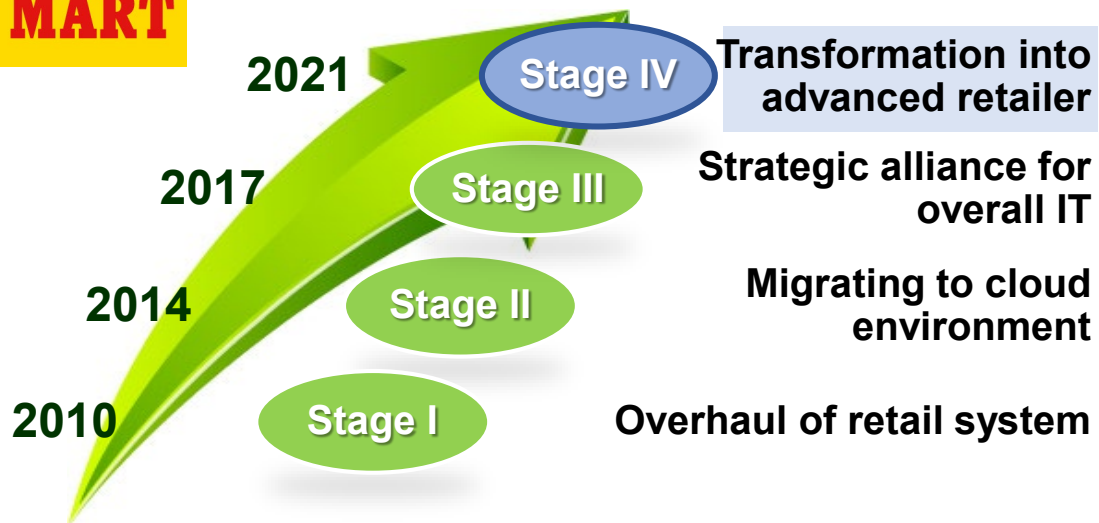 MART
2021
Stage IV
Transformation into
advanced retailer
2017
Stage III
Strategic alliance for
overall IT
2014
Stage II
Migrating to cloud
environment
2010
Stage I
Overhaul of retail system